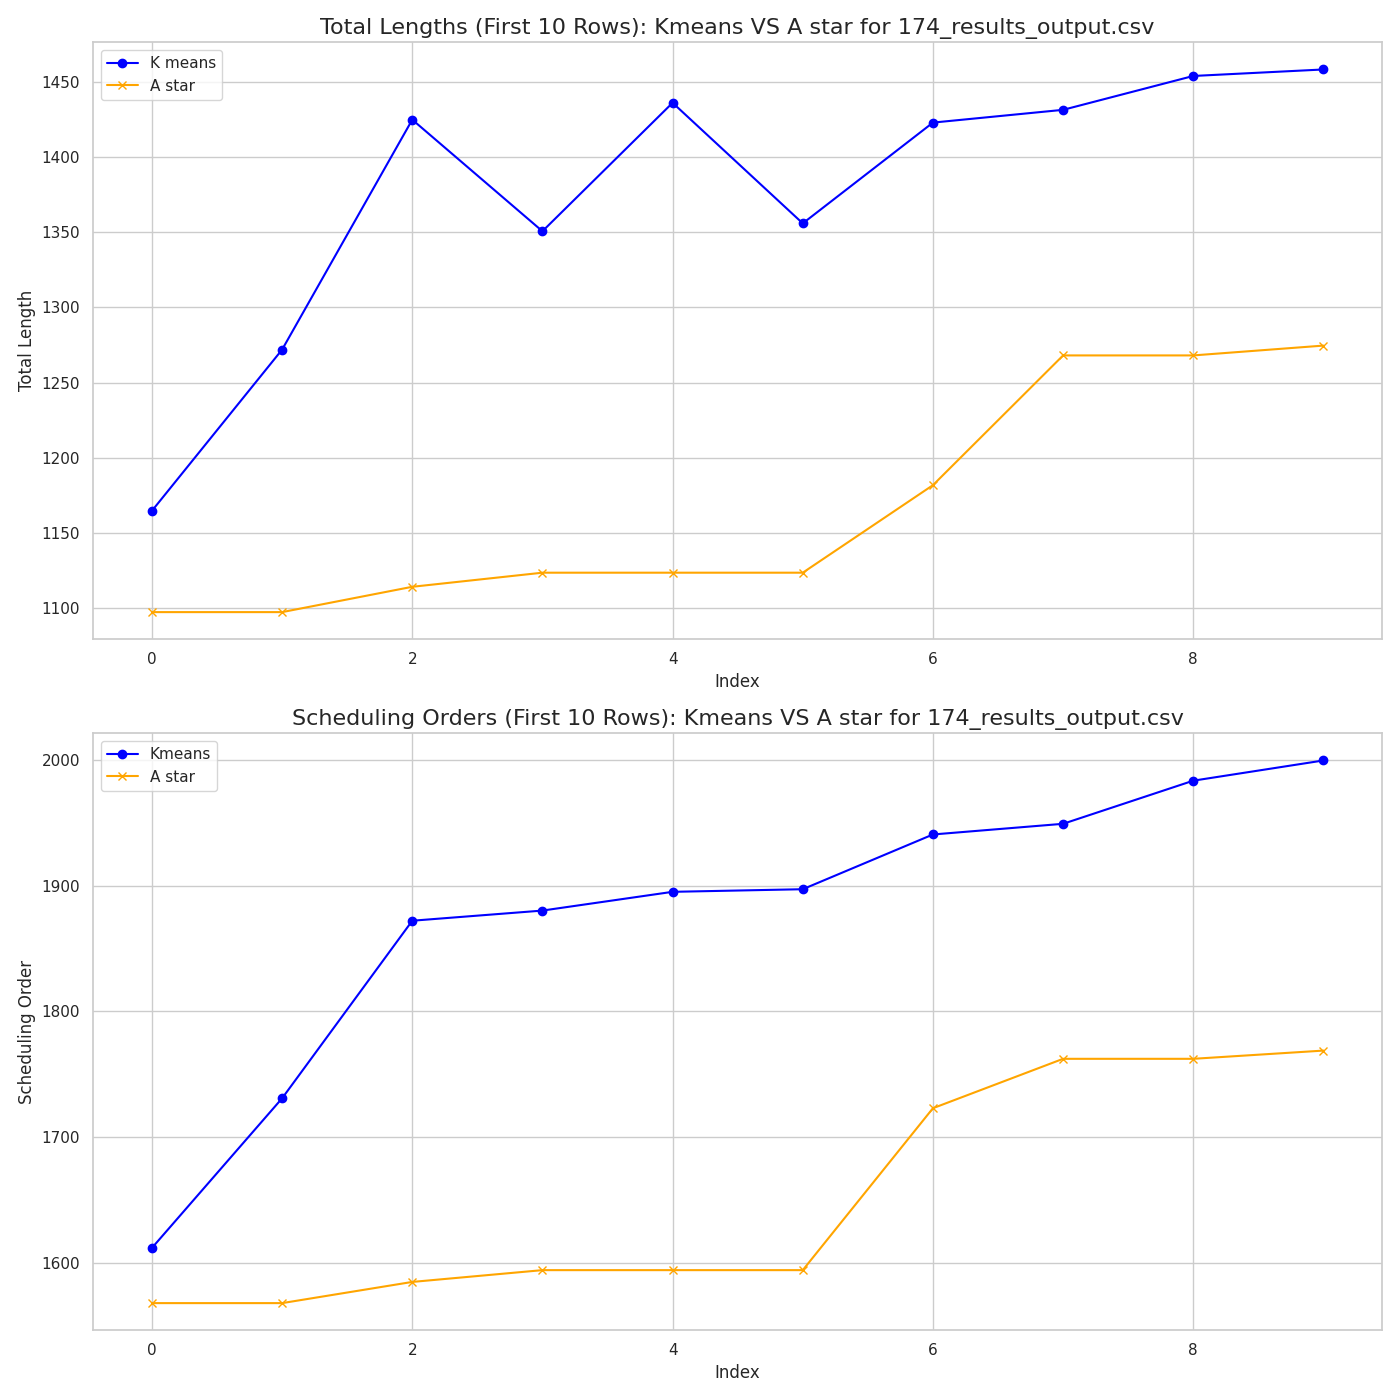 Total Lengths (First 10 Rows): Kmeans VS A star for 174_results_output.csv
K means
A star
1450
1400
1350
1300
1250
1200
1150
1100
Total Length
0 2 4 6 8
Index
Scheduling Orders (First 10 Rows): Kmeans VS A star for 174_results_output.csv
Kmeans
A star
2000
1900
1800
1700
1600
Scheduling Order
0 2 4 6 8
Index